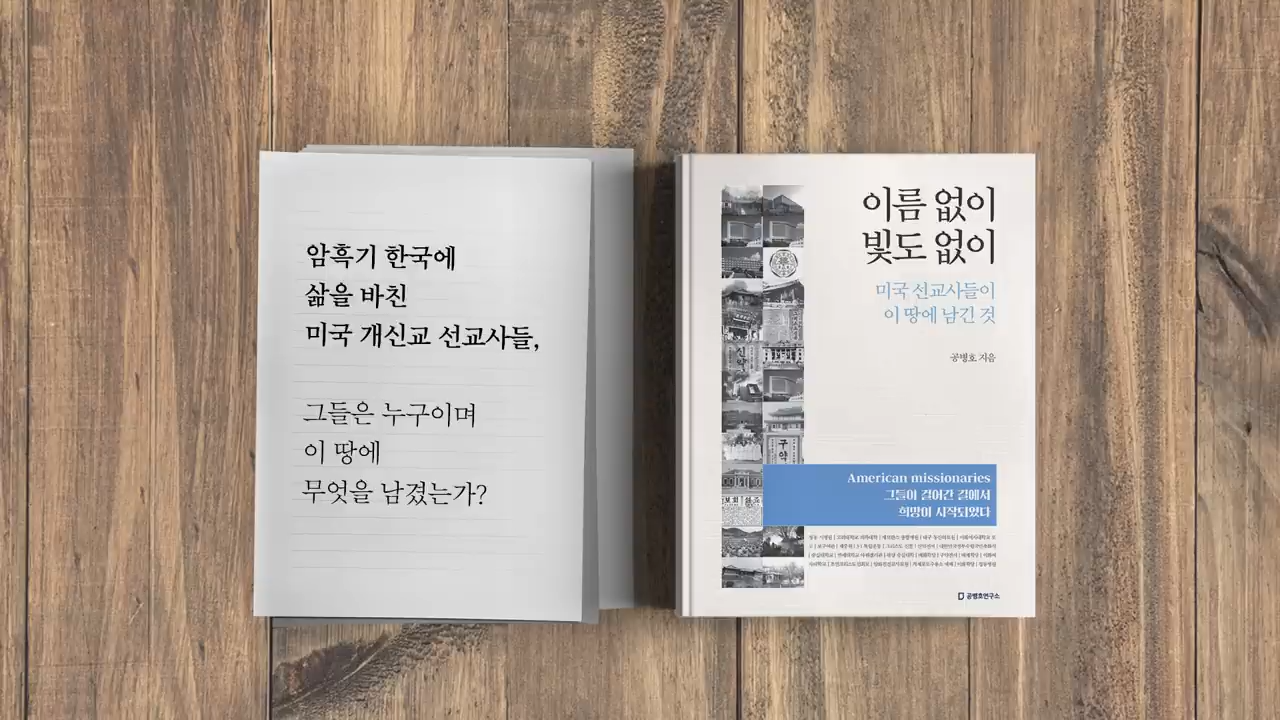 암흑기 한국에
삶을 바친
미국 개신교 선교사들,
그들은 누구이며
이 땅에
무엇을 남겼는가?
이름 없이
빛도 없이
미국 선교사들이
이 땅에 남긴 것
공병호 지음
구약
American missionaries
그들이 걸어간 길에서
희망이 시작되었다
공병호연구소